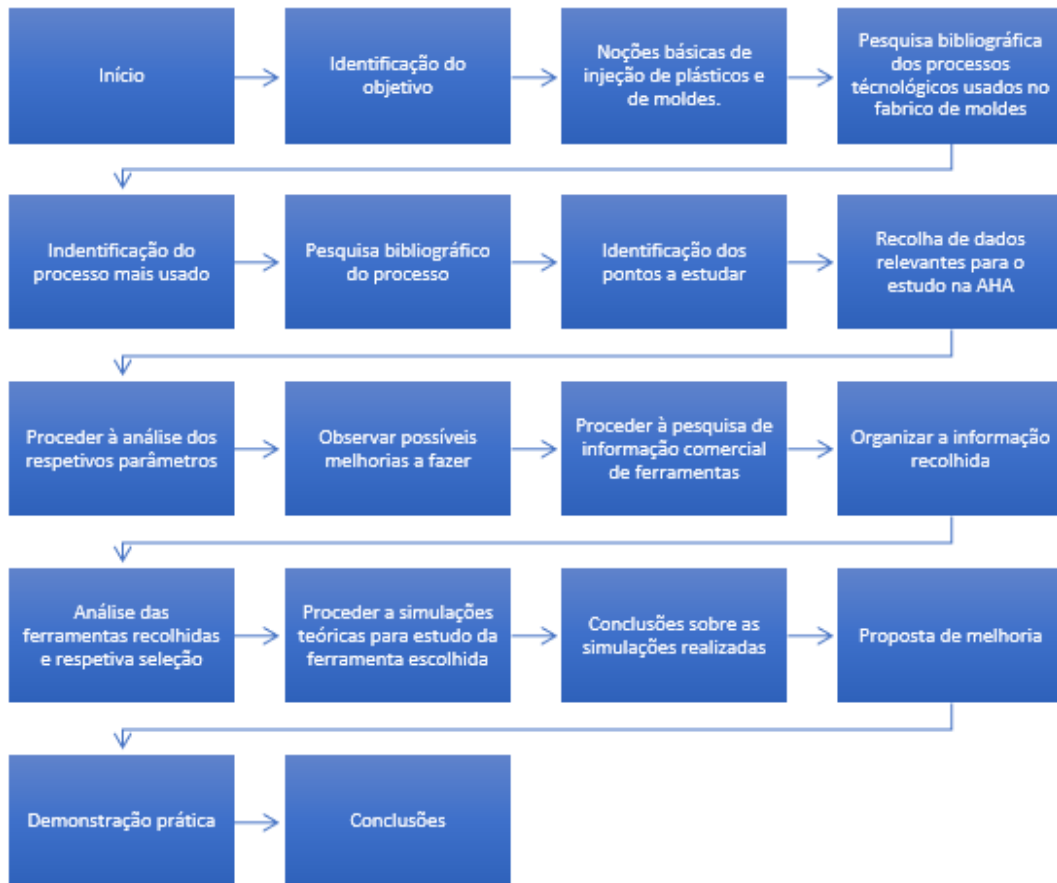 Início
Identificação do
objetivo
Noções básicas de
injeção de plásticos e
de moldes.
Pesquisa bibliográfica
dos processos
técnológicos usados no
fabrico de moldes
Indentificação do
processo mais usado
Pesquisa bibliográfico
do processo
Identificação dos
pontos a estudar
Recolha de dados
relevantes para o
estudo na AHA
Proceder à análise dos
respetivos parâmetros
Observar possíveis
melhorias a fazer
Proceder à pesquisa de
informação comercial
de ferramentas
Organizar a informação
recolhida
Análise das
ferramentas recolhidas
e respetiva seleção
Proceder a simulações
teóricas para estudo da
ferramenta escolhida
Conclusões sobre as
simulações realizadas
Proposta de melhoria
Demonstração prática
Conclusões